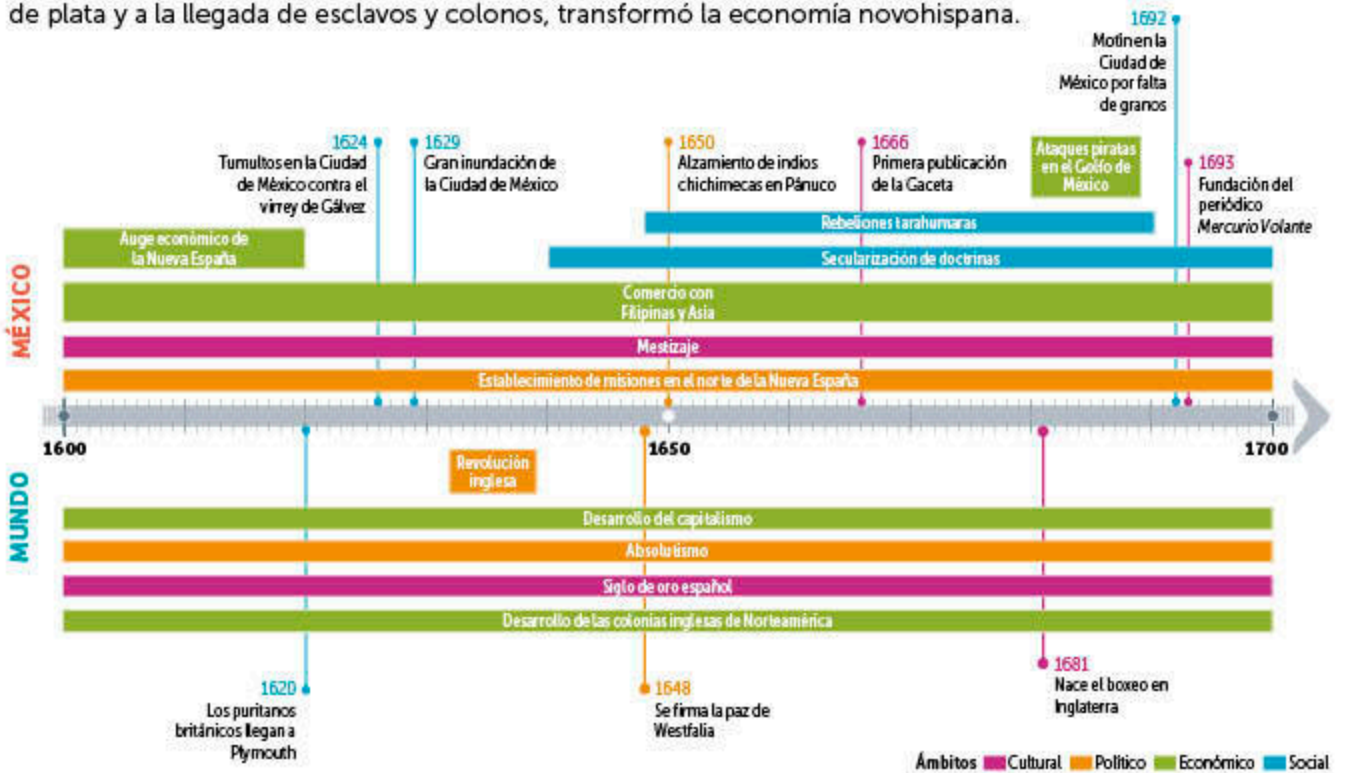 de plata y a la llegada de esclavos y colonos, transformó la economía novohispana.
1692
Motín en la
Ciudad de
México por falta
de granos
1624
Tumultos en la Ciudad
de México contra el
virrey de Gálvez
1629
Gran inundación de
la Ciudad de México
1650
Alzamiento de indios
chichimecas en Pánuco
1666
Primera publicación
de la Gaceta
Ataques piratas
en el Golfo de
México
1693
Fundación del
periódico
Mercurio Volante
Rebeliones tarahumaras
Auge económico de
la Nueva España
Secularización de doctrinas
Comercio con
Filipinas y Asia
Mestizaje
Establecimiento de misiones en el norte de la Nueva España
MÉXICO
1600
1650
1700
MUNDO
Revolución
inglesa
Desarrollo del capitalismo
Absolutismo
Siglo de oro español
Desarrollo de las colonias inglesas de Norteamérica
1620
Los puritanos
británicos llegan a
Plymouth
1648
Se firma la paz de
Westfalia
1681
Nace el boxeo en
Inglaterra
Ámbitos Cultural Político Económico Social